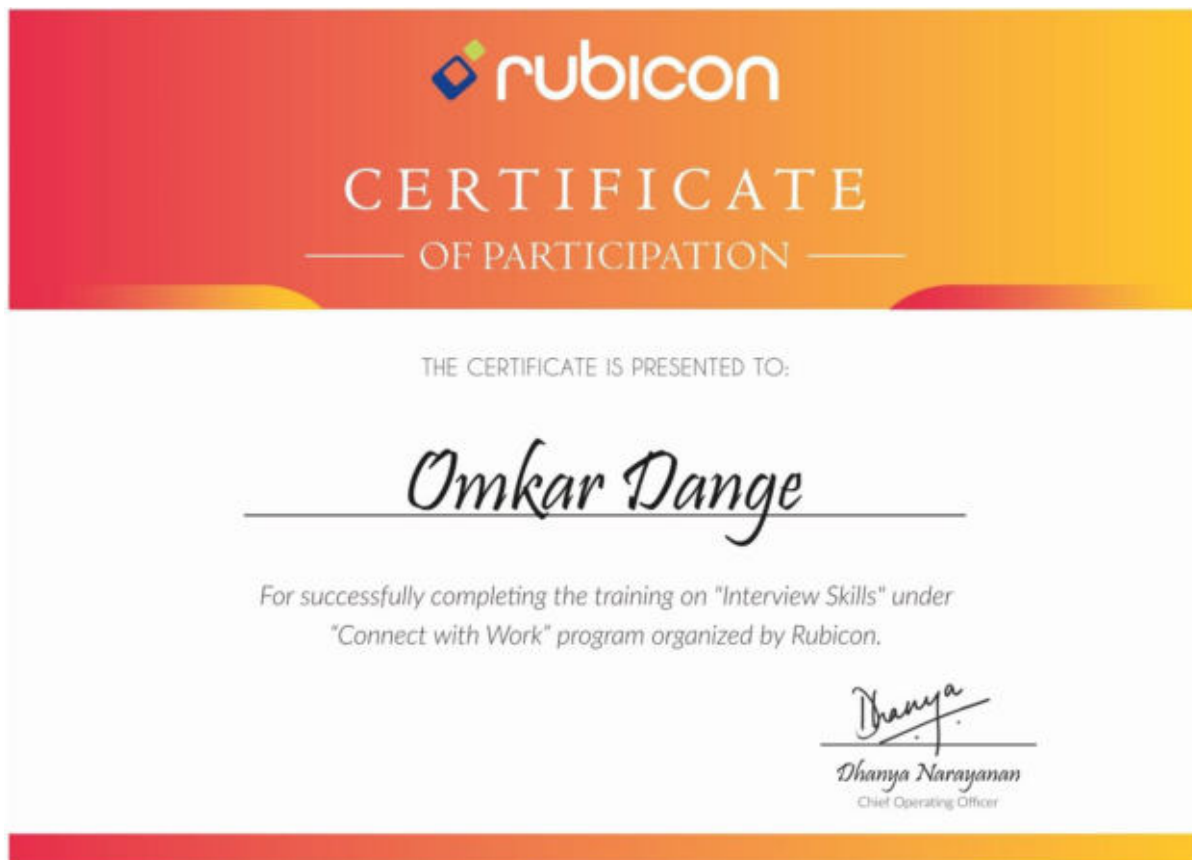 rubicon
CERTIFICATE
OF PARTICIPATION
THE CERTIFICATE IS PRESENTED TO:
Omkar Dange
For successfully completing the training on "Interview Skills" under
"Connect with Work" program organized by Rubicon.
Dhanya
Dhanya Narayanan
Chief Operating Officer